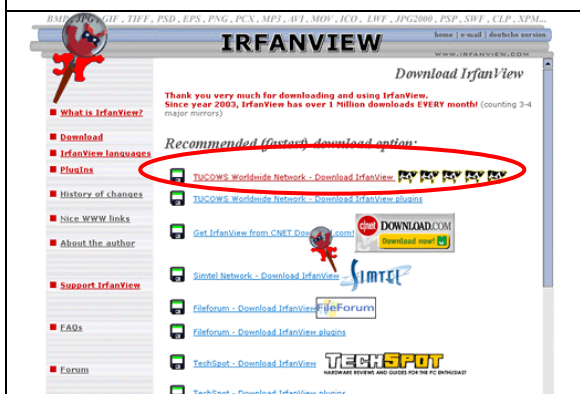 BMP, JPG, GIF, TIFF, PSD, EPS, PNG, PCX, MP3, AVI, MOV, ICO, LWF, JPG2000, PSP, SWF, CLP, XPM...
IRFANVIEW
home | e-mail | deutsche version
WWW.IRFANVIEW.COM
Download IrfanView
Thank you very much for downloading and using IrfanView.
Since year 2003, IrfanView has over 1 Million downloads EVERY month! (counting 3-4
major mirrors)
What is IrfanView?
Download
IrfanView languages
PlugIns
History of changes
Nice WWW links
About the author
Support IrfanView
FAQs
Forum
Recommended (fastest) download option:
TUCOWS Worldwide Network - Download IrfanView
TUCOWS Worldwide Network - Download IrfanView plugins
Get IrfanView from CNET .com!
c|net DOWNLOAD.COM
Download now!
Simtel Network - Download IrfanView
SIMTEL
Fileforum - Download IrfanView
FileForum
Fileforum - Download IrfanView plugins
TechSpot - Download IrfanView
TECHSPOT
HARDWARE REVIEWS AND GUIDES FOR THE PC ENTHUSIAST
TechSpot - Download IrfanView plugins